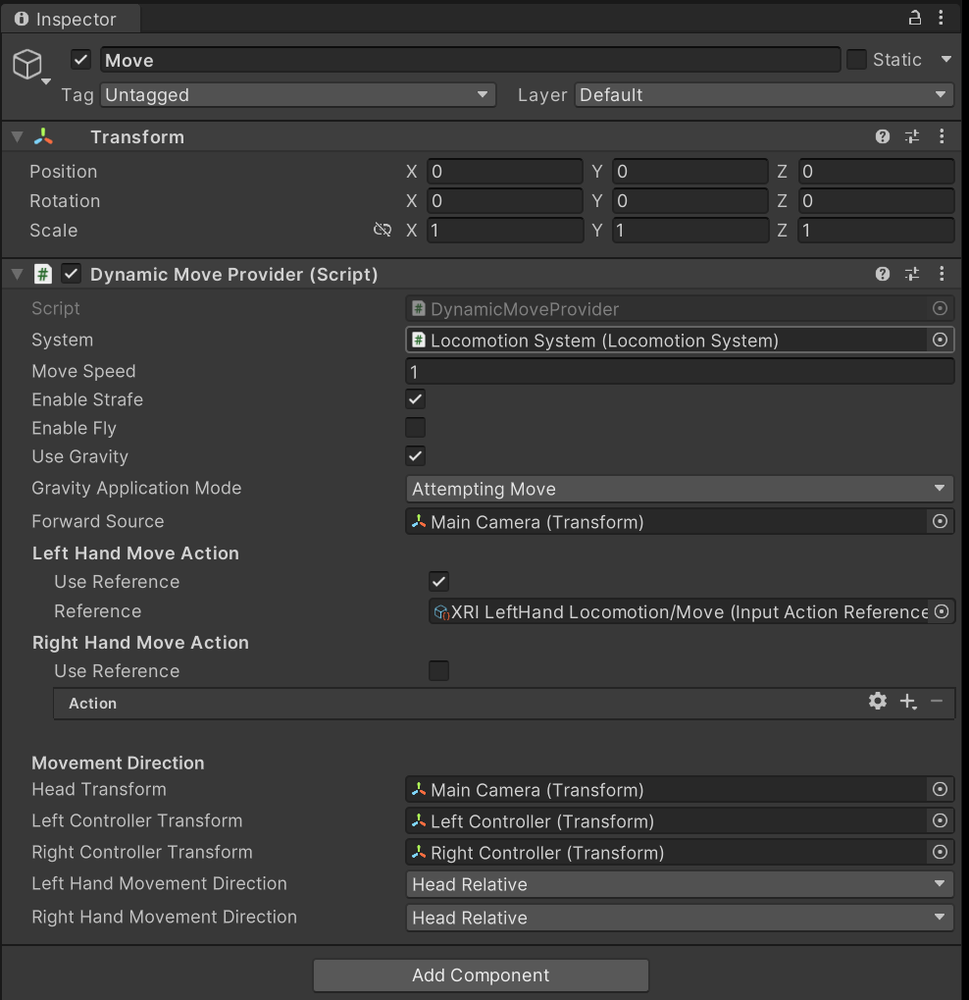 Inspector
Move Static
Tag Untagged Layer Default
Transform
Position X 0 Y 0 Z 0
Rotation X 0 Y 0 Z 0
Scale X 1 Y 1 Z 1
# Dynamic Move Provider (Script)
Script # DynamicMoveProvider
System # Locomotion System (Locomotion System)
Move Speed 1
Enable Strafe
Enable Fly
Use Gravity
Gravity Application Mode Attempting Move
Forward Source Main Camera (Transform)
Left Hand Move Action
Use Reference
Reference XRI LeftHand Locomotion/Move (Input Action Reference
Right Hand Move Action
Use Reference
Action
Movement Direction
Head Transform Main Camera (Transform)
Left Controller Transform Left Controller (Transform)
Right Controller Transform Right Controller (Transform)
Left Hand Movement Direction Head Relative
Right Hand Movement Direction Head Relative
Add Component